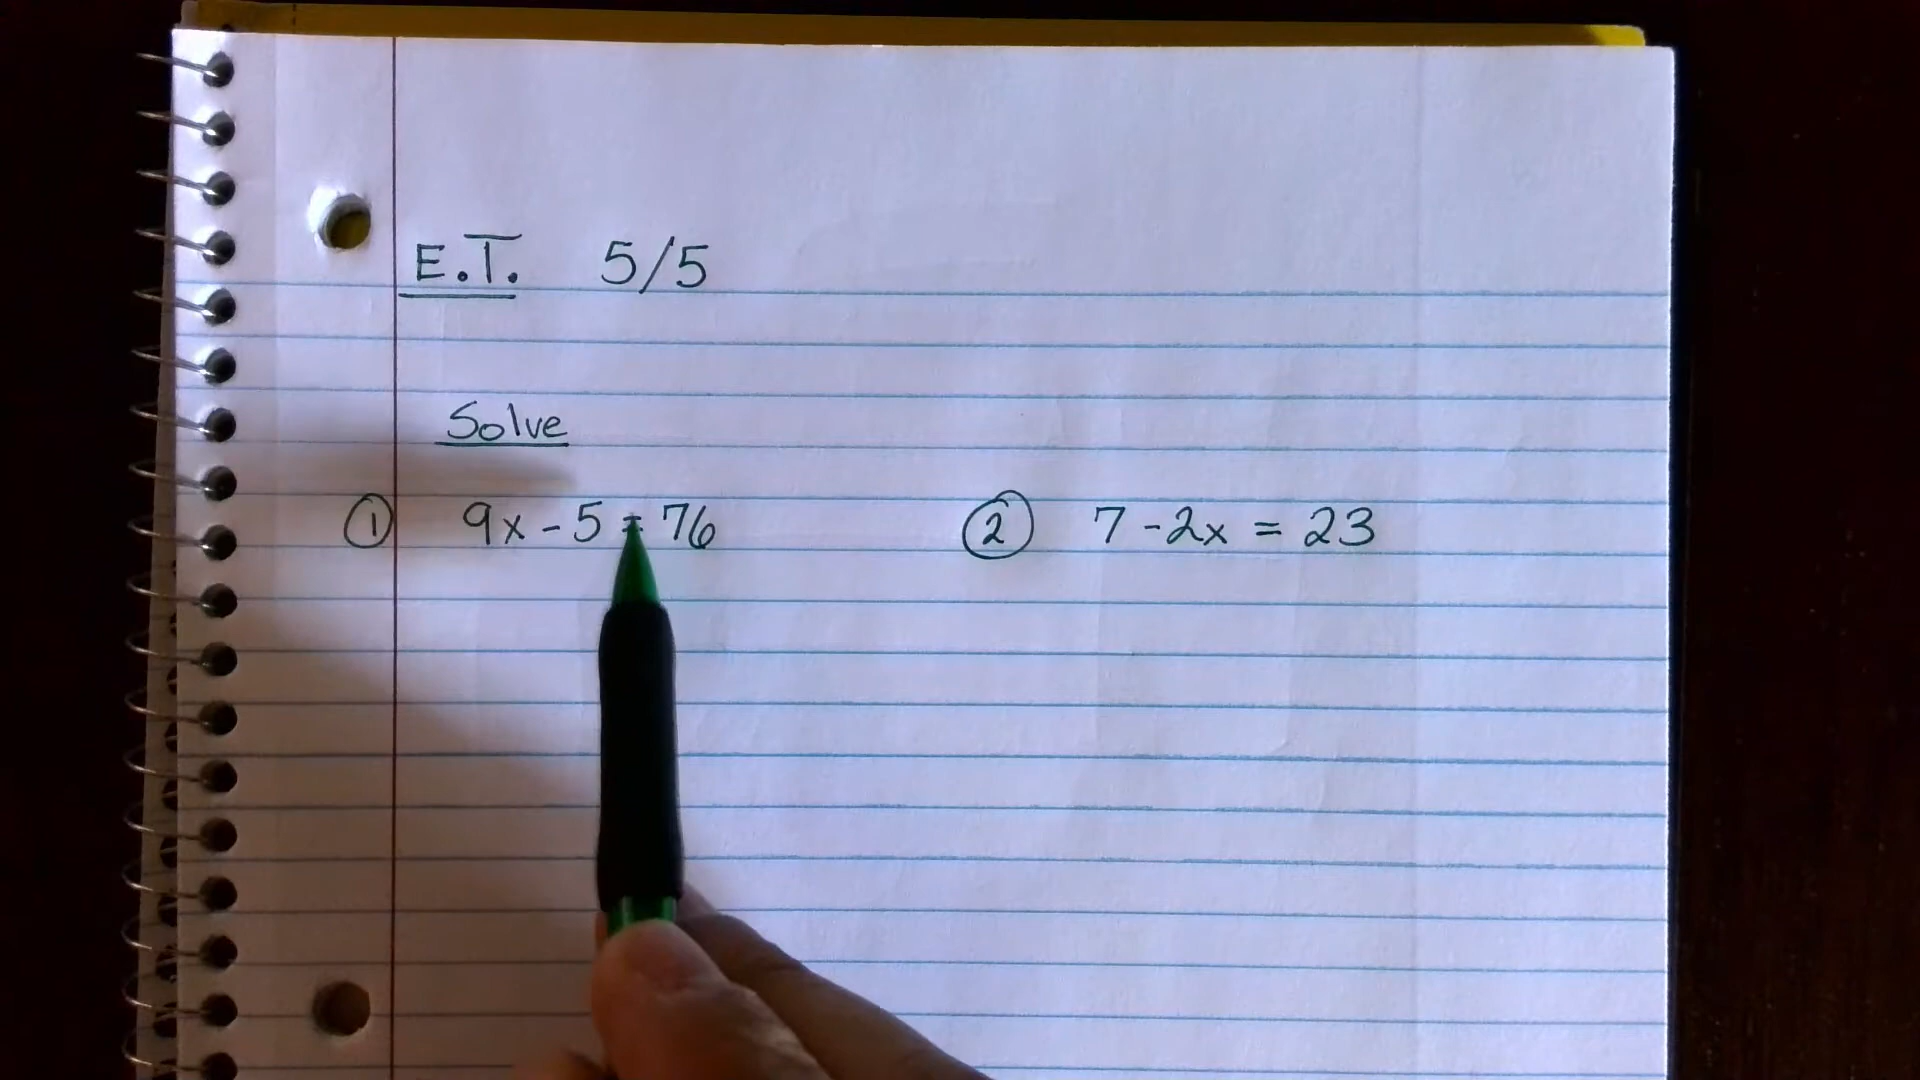 E.T. 5/5
Solve
① 9x - 5 = 76 ② 7 - 2x = 23